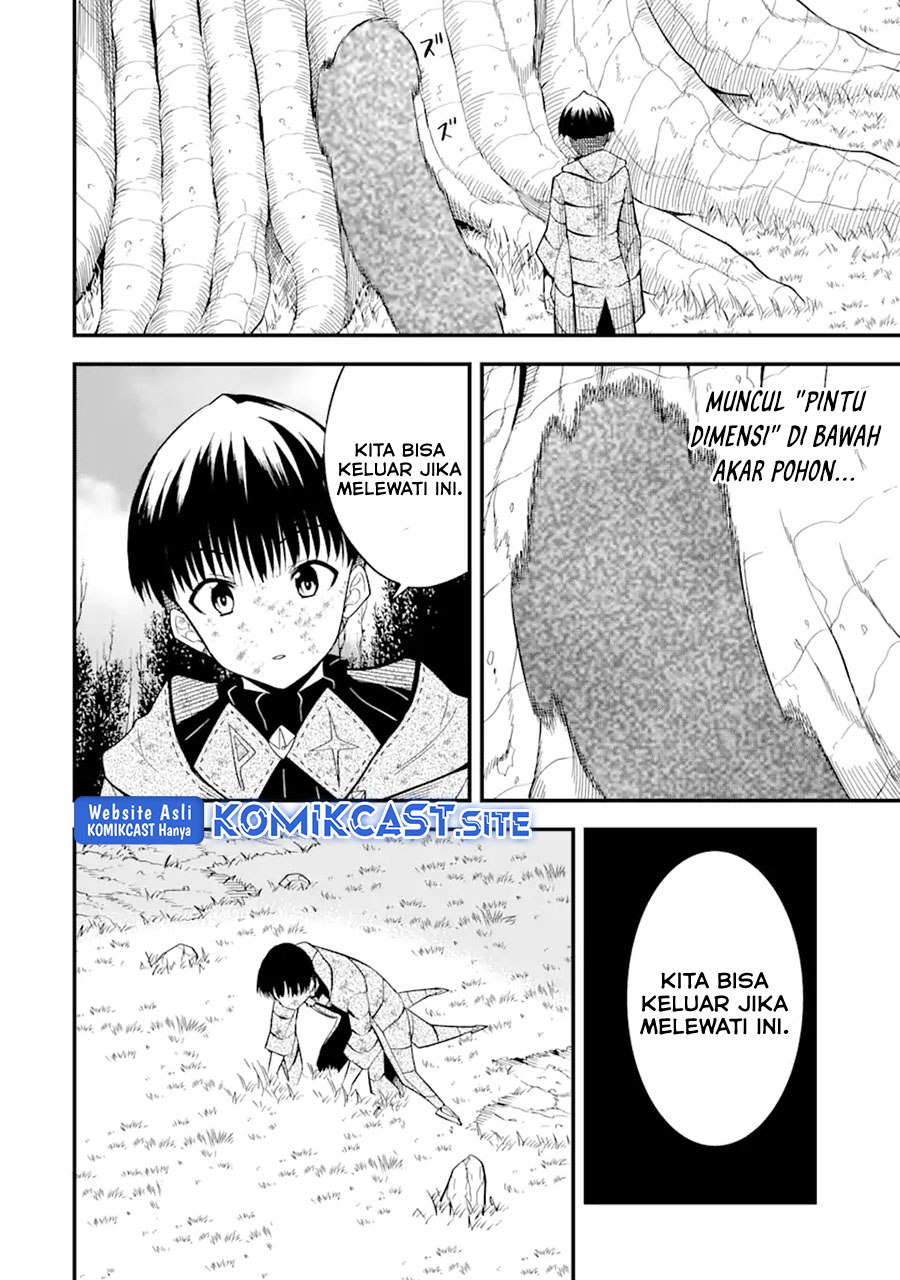 ズ
ズ
MUNCUL "PINTU
DIMENSI" DI BAWAH
AKAR POHON...
KITA BISA
KELUAR JIKA
MELEWATI INI.
Website Asli
KOMIKCAST Hanya
KOMIKCAST.SITE
KITA BISA
KELUAR JIKA
MELEWATI INI.